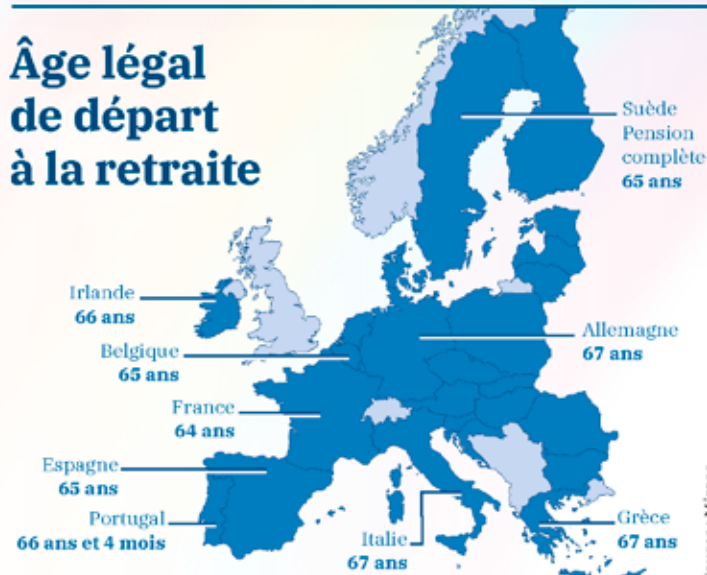 Âge légal
de départ
à la retraite
Suède
Pension
complète
65 ans
Irlande
66 ans
Belgique
65 ans
Allemagne
67 ans
France
64 ans
Espagne
65 ans
Portugal
66 ans et 4 mois
Italie
67 ans
Grèce
67 ans